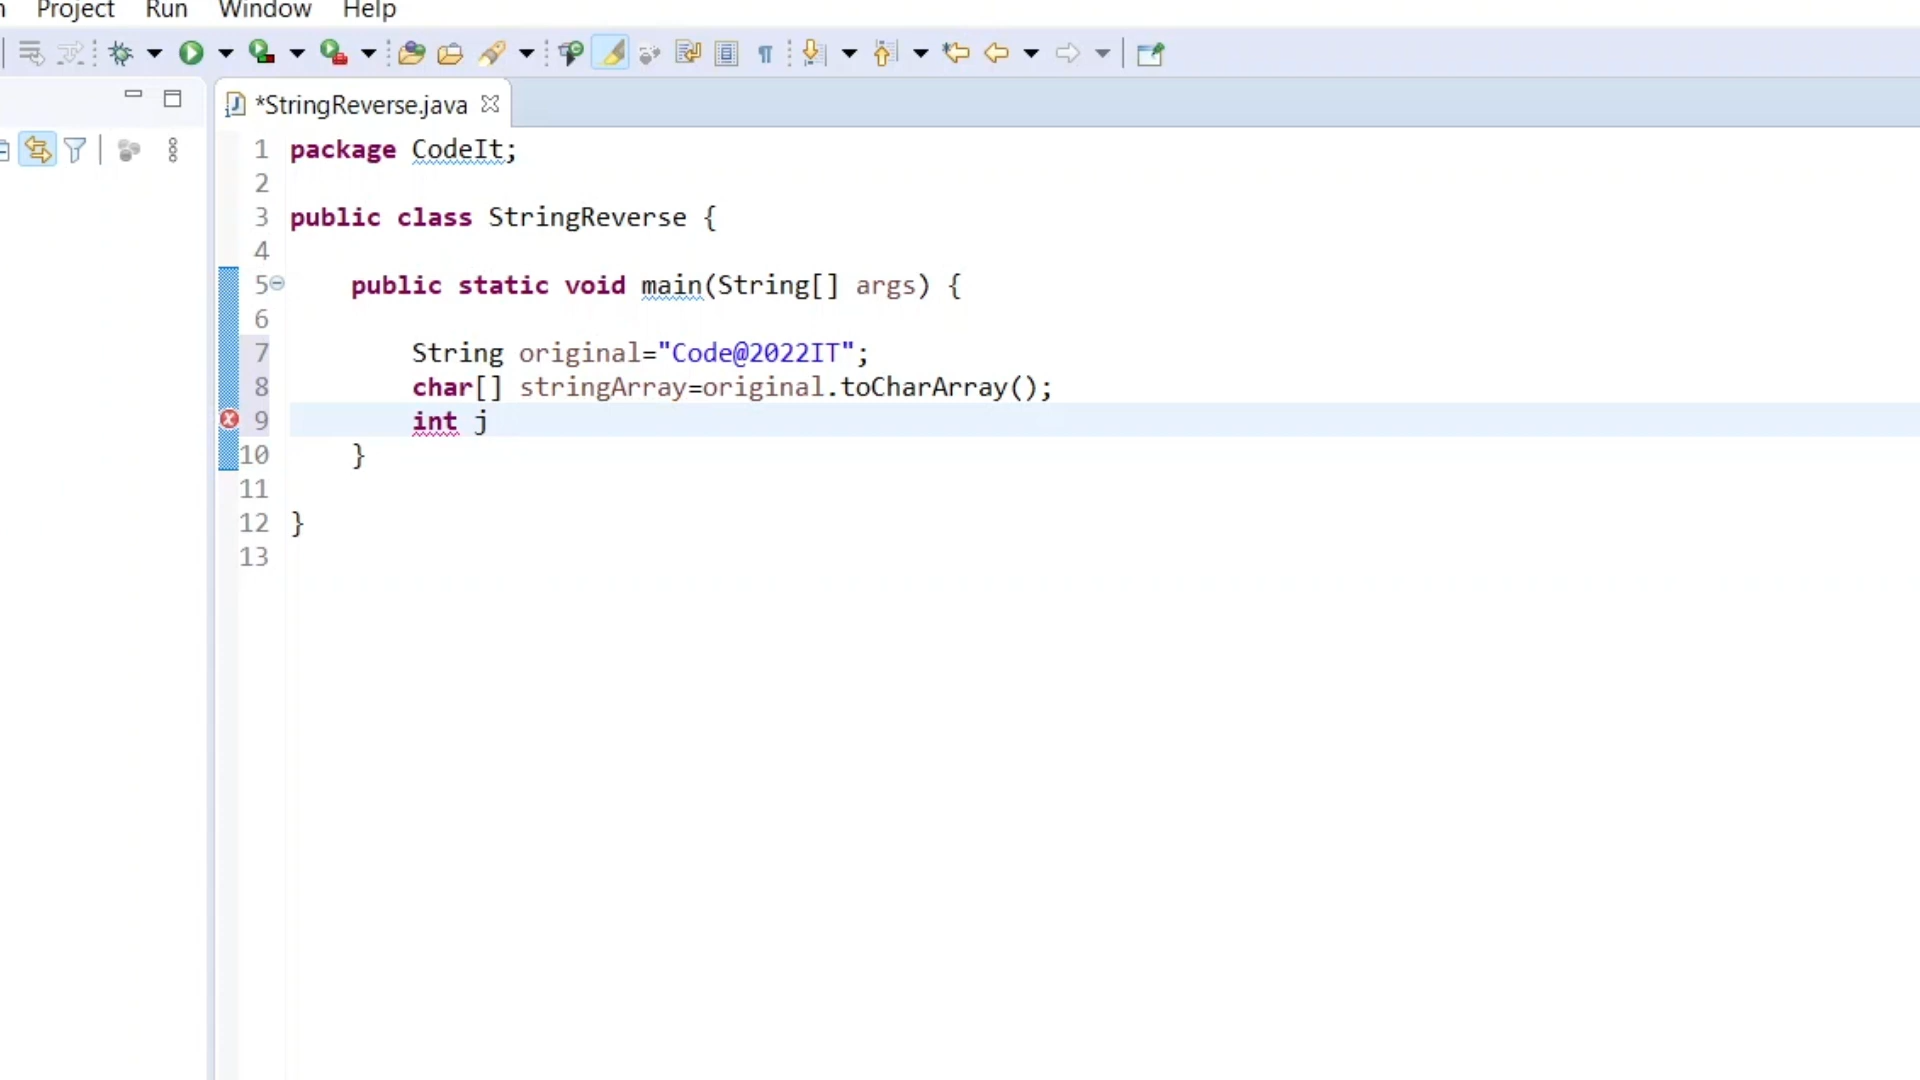 Project Run Window Help
*StringReverse.java
1 package CodeIt;
2
3 public class StringReverse {
4
5 public static void main(String[] args) {
6
7 String original="Code@2022IT";
8 char[] stringArray=original.toCharArray();
9 int j
10 }
11
12 }
13